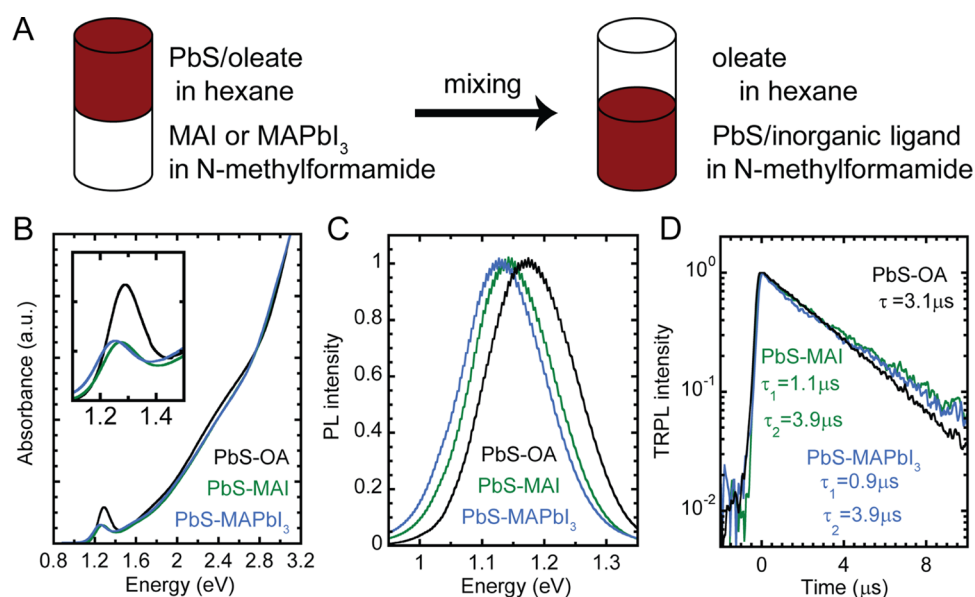 A
PbS/oleate
in hexane
MAI or MAPbI₃
in N-methylformamide
mixing
oleate
in hexane
PbS/inorganic ligand
in N-methylformamide
B
Absorbance (a.u.)
1.2 1.4
PbS-OA
PbS-MAI
PbS-MAPbI₃
0.8 1.2 1.6 2 2.4 2.8 3.2
Energy (eV)
C
PL intensity
1
0.8
0.6
0.4
0.2
0
PbS-OA
PbS-MAI
PbS-MAPbI₃
1 1.1 1.2 1.3
Energy (eV)
D
TRPL intensity
10⁰
10⁻¹
10⁻²
PbS-OA
τ=3.1μs
PbS-MAI
τ₁=1.1μs
τ₂=3.9μs
PbS-MAPbI₃
τ₁=0.9μs
τ₂=3.9μs
0 4 8
Time (μs)